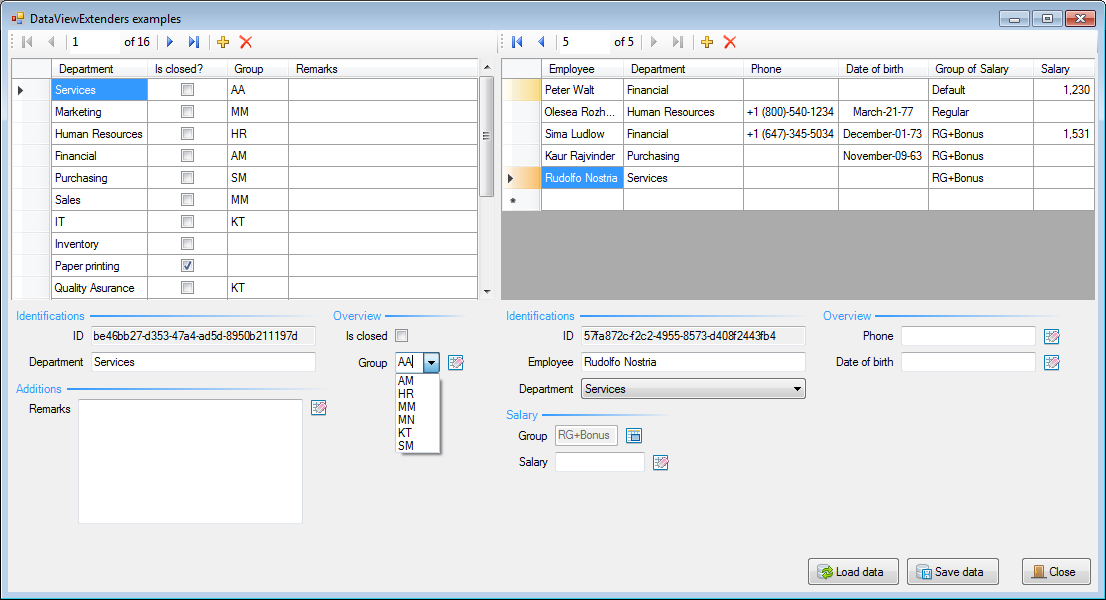 DataViewExtenders examples
1 of 16
5 of 5
Department Is closed? Group Remarks
Services AA
Marketing MM
Human Resources HR
Financial AM
Purchasing SM
Sales MM
IT KT
Inventory
Paper printing
Quality Asurance KT
Employee Department Phone Date of birth Group of Salary Salary
Peter Walt Financial Default 1,230
Olesea Rozh... Human Resources +1 (800)-540-1234 March-21-77 Regular
Sima Ludlow Financial +1 (647)-345-5034 December-01-73 RG+Bonus 1,531
Kaur Rajvinder Purchasing November-09-63 RG+Bonus
Rudolfo Nostria Services RG+Bonus
*
Identifications
ID be46bb27-d353-47a4-ad5d-8950b211197d
Department Services
Additions
Remarks
Overview
Is closed
Group AA
AM
HR
MM
MN
KT
SM
Identifications
ID 57fa872c-f2c2-4955-8573-d408f2443fb4
Employee Rudolfo Nostria
Department Services
Salary
Group RG+Bonus
Salary
Overview
Phone
Date of birth
Load data
Save data
Close